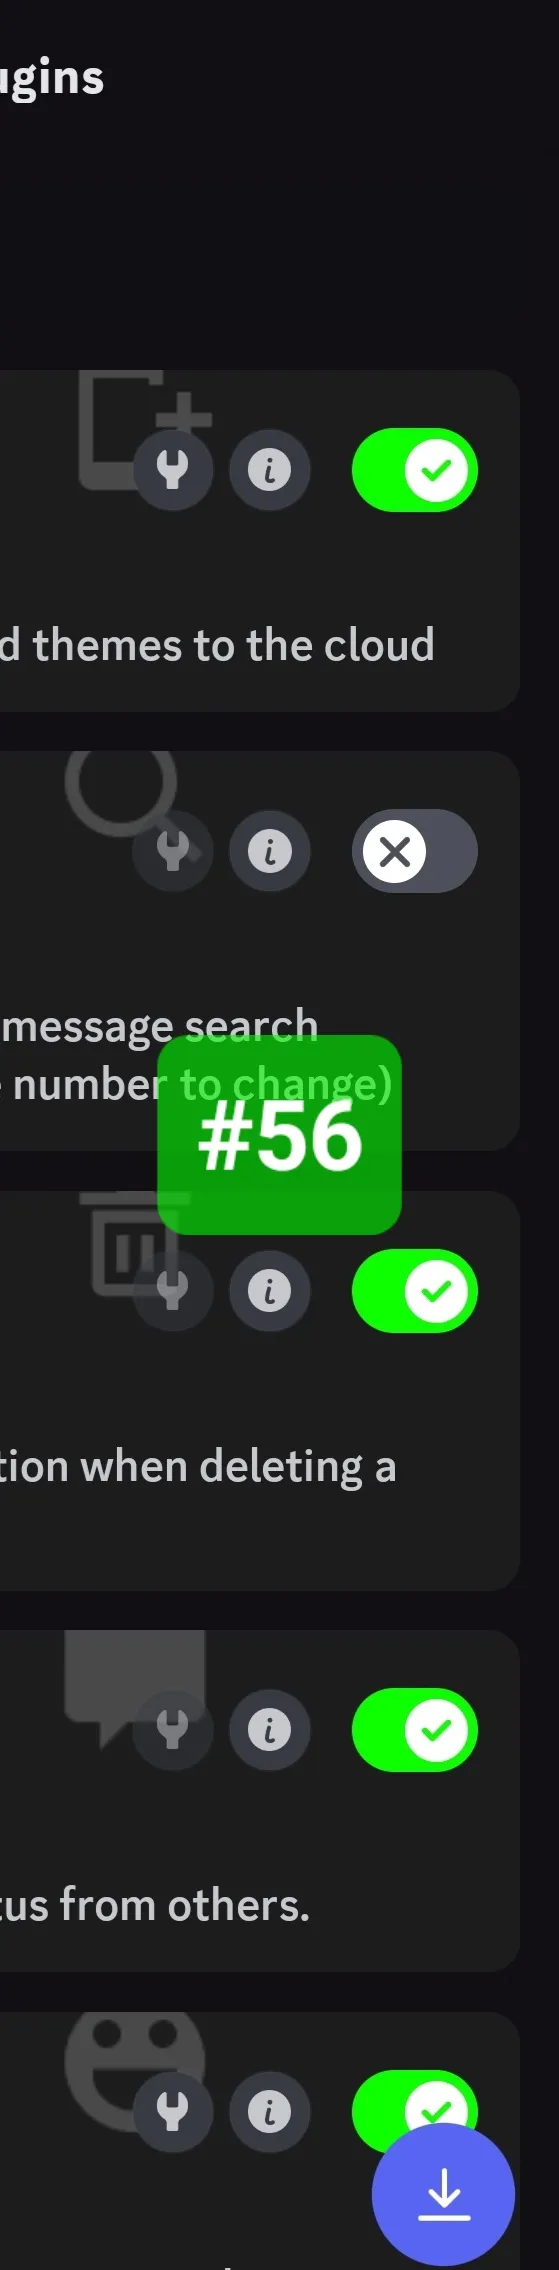 ugins
d themes to the cloud
message search
number to change)
#56
tion when deleting a
tus from others.